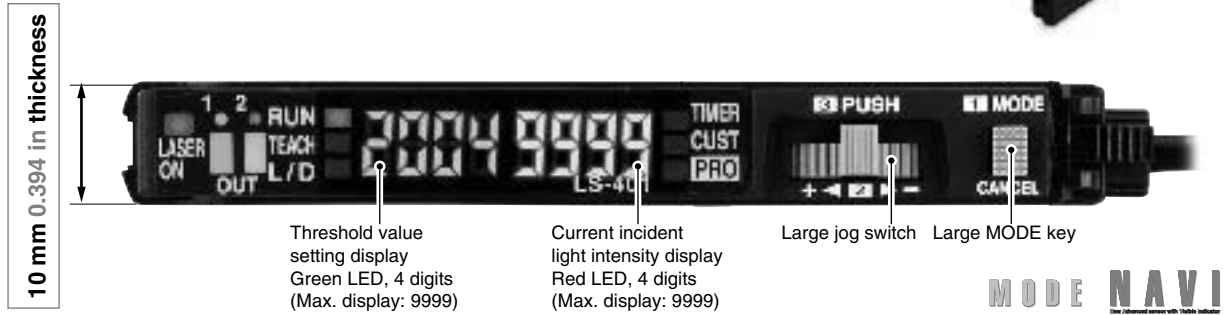 10 mm 0.394 in thickness
1 2
RUN
TEACH
L/D
LASER
ON
OUT
2004 9999
LS-401
TIMER
CUST
PRO
3 PUSH
+ ◀ 2 ▶ −
1 MODE
CANCEL
Threshold value
setting display
Green LED, 4 digits
(Max. display: 9999)
Current incident
light intensity display
Red LED, 4 digits
(Max. display: 9999)
Large jog switch
Large MODE key
MODE NAVI